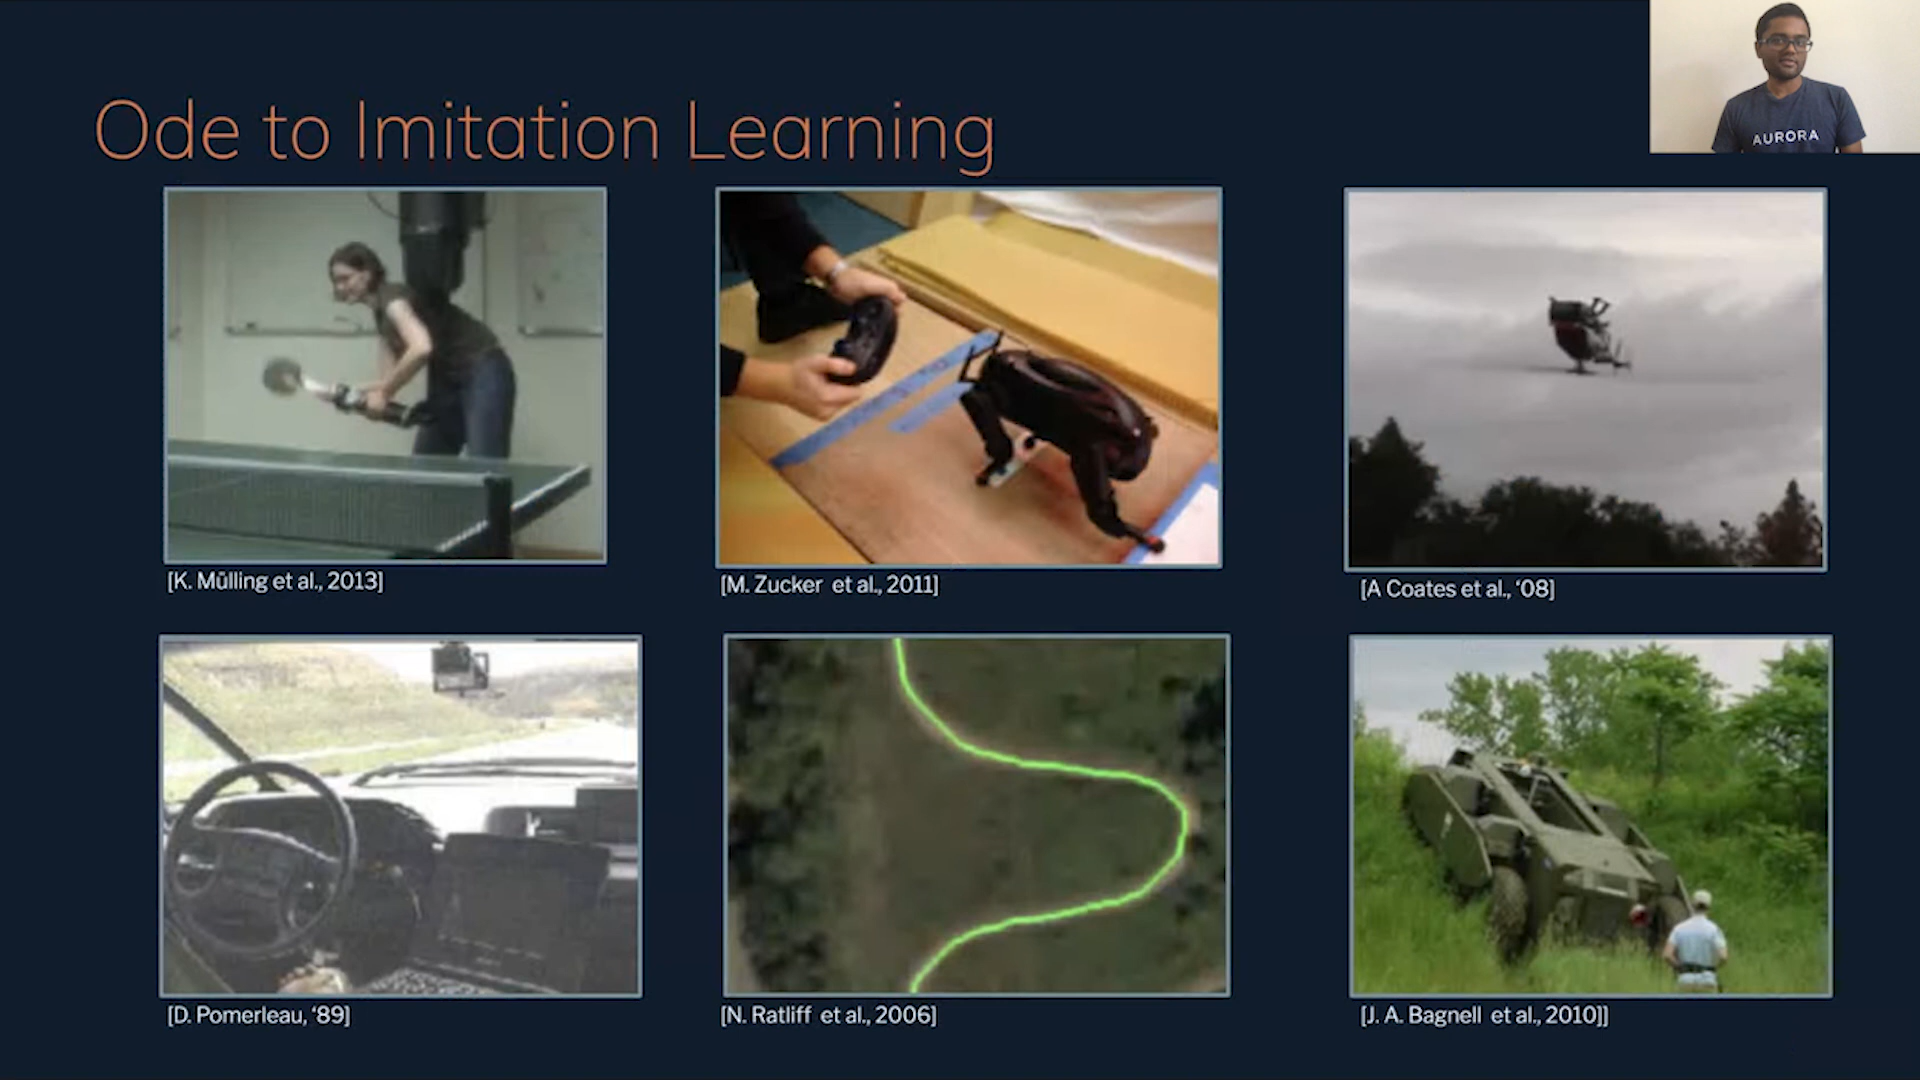 Ode to Imitation Learning
AURORA
[K. Mülling et al., 2013]
[M. Zucker et al., 2011]
[A Coates et al., ‘08]
[D. Pomerleau, ‘89]
[N. Ratliff et al., 2006]
[J. A. Bagnell et al., 2010]]